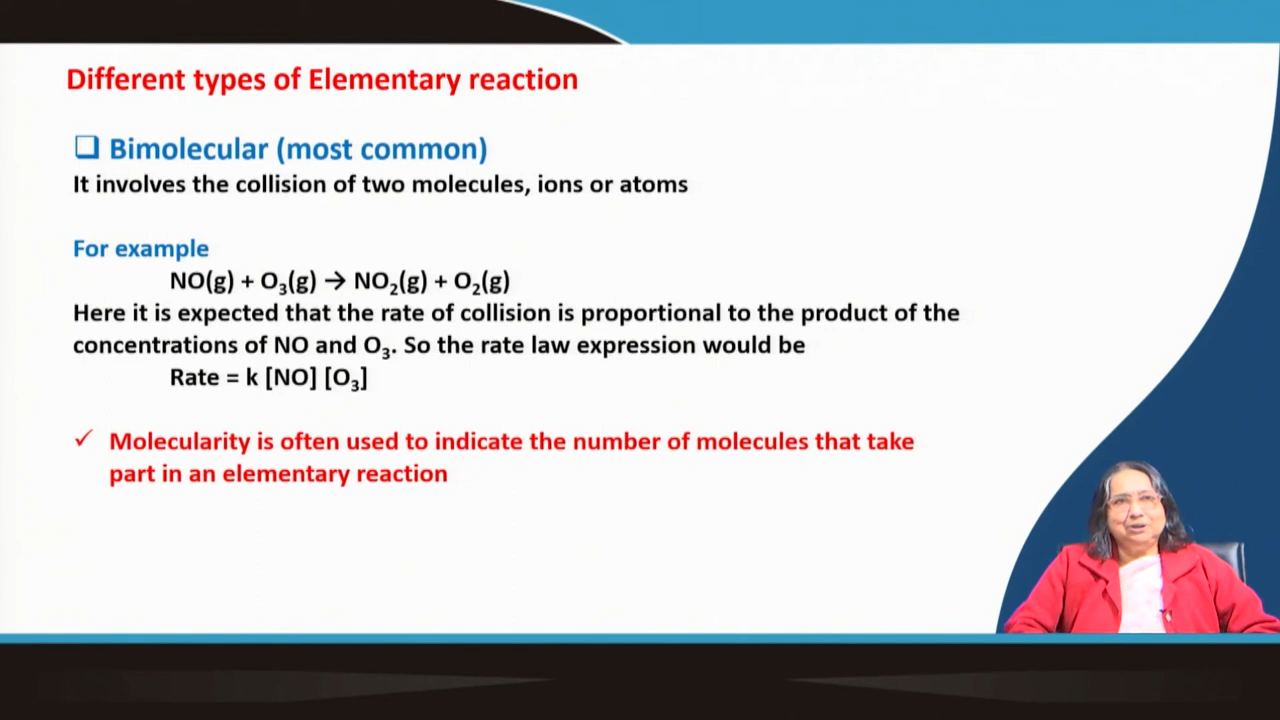 Different types of Elementary reaction
❑ Bimolecular (most common)
It involves the collision of two molecules, ions or atoms
For example
NO(g) + O₃(g) → NO₂(g) + O₂(g)
Here it is expected that the rate of collision is proportional to the product of the
concentrations of NO and O₃. So the rate law expression would be
Rate = k [NO] [O₃]
✓ Molecularity is often used to indicate the number of molecules that take
part in an elementary reaction